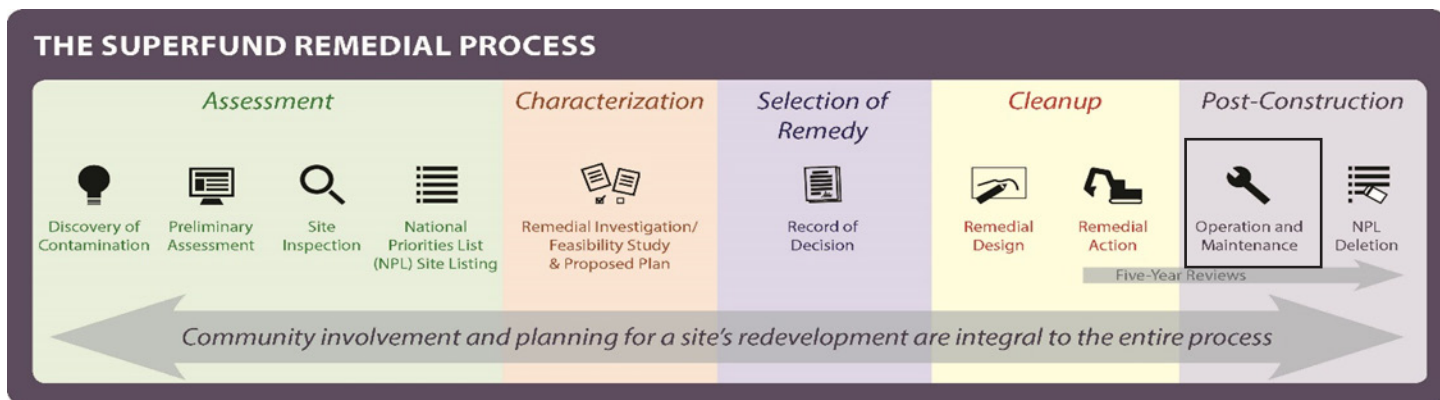 THE SUPERFUND REMEDIAL PROCESS
Assessment
Discovery of
Contamination
Preliminary
Assessment
Site
Inspection
National
Priorities List
(NPL) Site Listing
Characterization
Remedial Investigation/
Feasibility Study
& Proposed Plan
Selection of
Remedy
Record of
Decision
Cleanup
Remedial
Design
Remedial
Action
Post-Construction
Operation and
Maintenance
NPL
Deletion
Five-Year Reviews
Community involvement and planning for a site's redevelopment are integral to the entire process